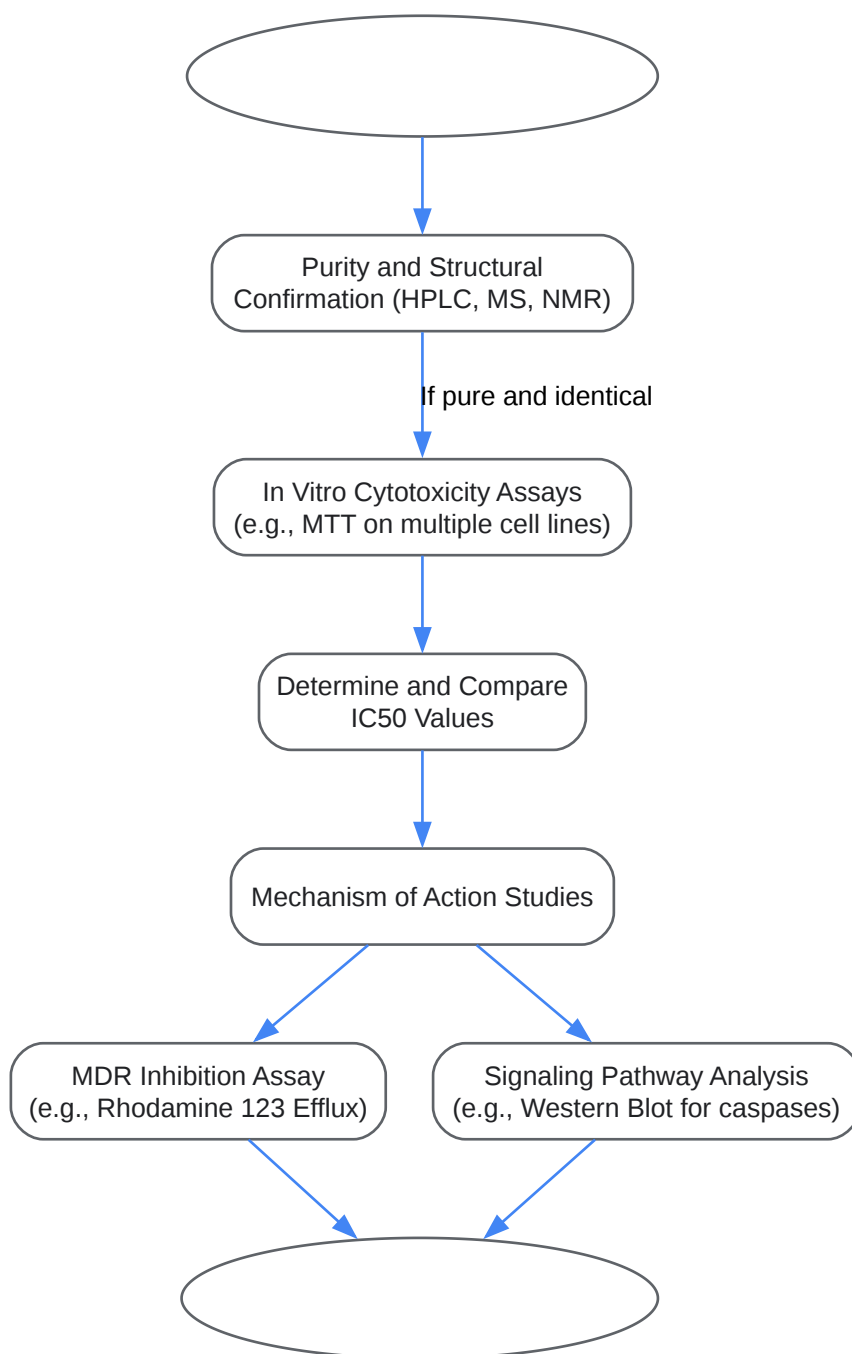 Purity and Structural
Confirmation (HPLC, MS, NMR)
If pure and identical
In Vitro Cytotoxicity Assays
(e.g., MTT on multiple cell lines)
Determine and Compare
IC50 Values
Mechanism of Action Studies
MDR Inhibition Assay
(e.g., Rhodamine 123 Efflux)
Signaling Pathway Analysis
(e.g., Western Blot for caspases)